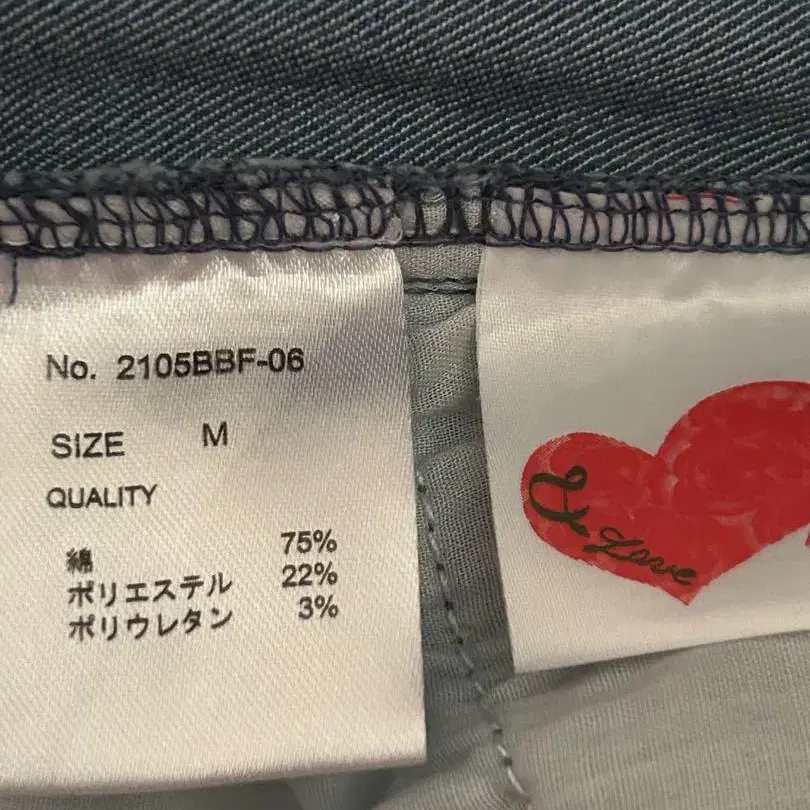 No. 2105BBF-06
SIZE M
QUALITY
綿 75%
ポリエステル 22%
ポリウレタン 3%
Love